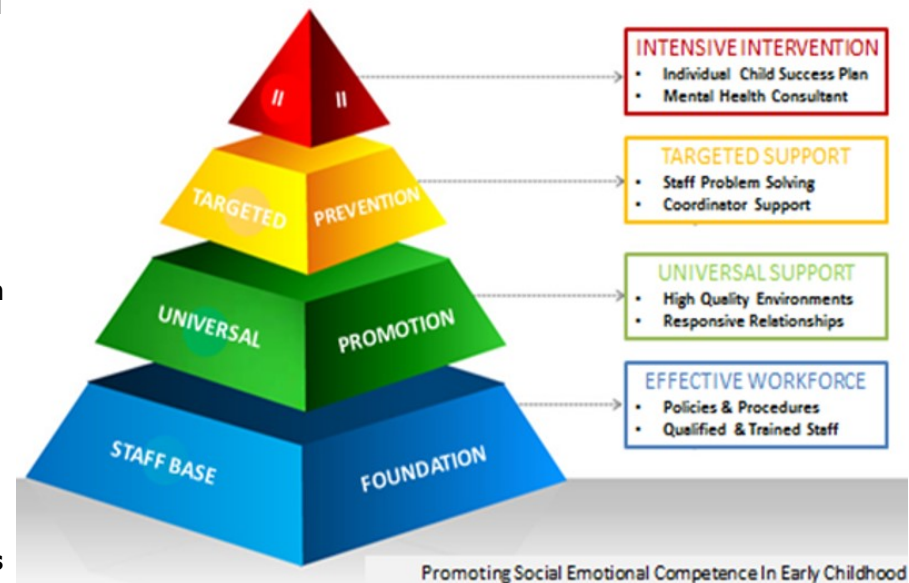 II
II
INTENSIVE INTERVENTION
• Individual Child Success Plan
• Mental Health Consultant
TARGETED
PREVENTION
TARGETED SUPPORT
• Staff Problem Solving
• Coordinator Support
UNIVERSAL
PROMOTION
UNIVERSAL SUPPORT
• High Quality Environments
• Responsive Relationships
STAFF BASE
FOUNDATION
EFFECTIVE WORKFORCE
• Policies & Procedures
• Qualified & Trained Staff
Promoting Social Emotional Competence In Early Childhood